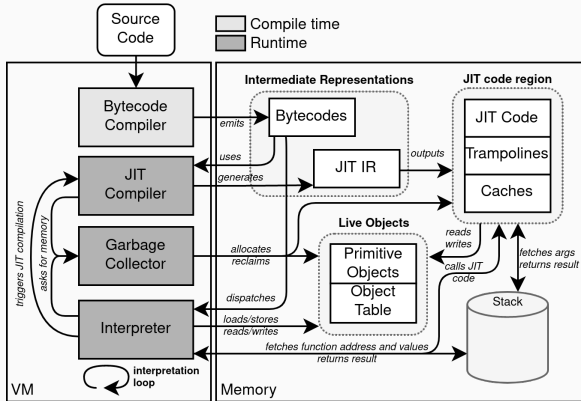 Source
Code
Compile time
Runtime
Intermediate Representations
JIT code region
Bytecode
Compiler
emits
Bytecodes
JIT Code
Trampolines
Caches
uses
JIT
Compiler
generates
JIT IR
outputs
triggers JIT compilation
asks for memory
Garbage
Collector
allocates
reclaims
Live Objects
Primitive
Objects
Object
Table
reads
writes
calls JIT
code
fetches args
returns result
dispatches
Interpreter
loads/stores
reads/writes
Stack
fetches function address and values
returns result
interpretation
loop
VM
Memory